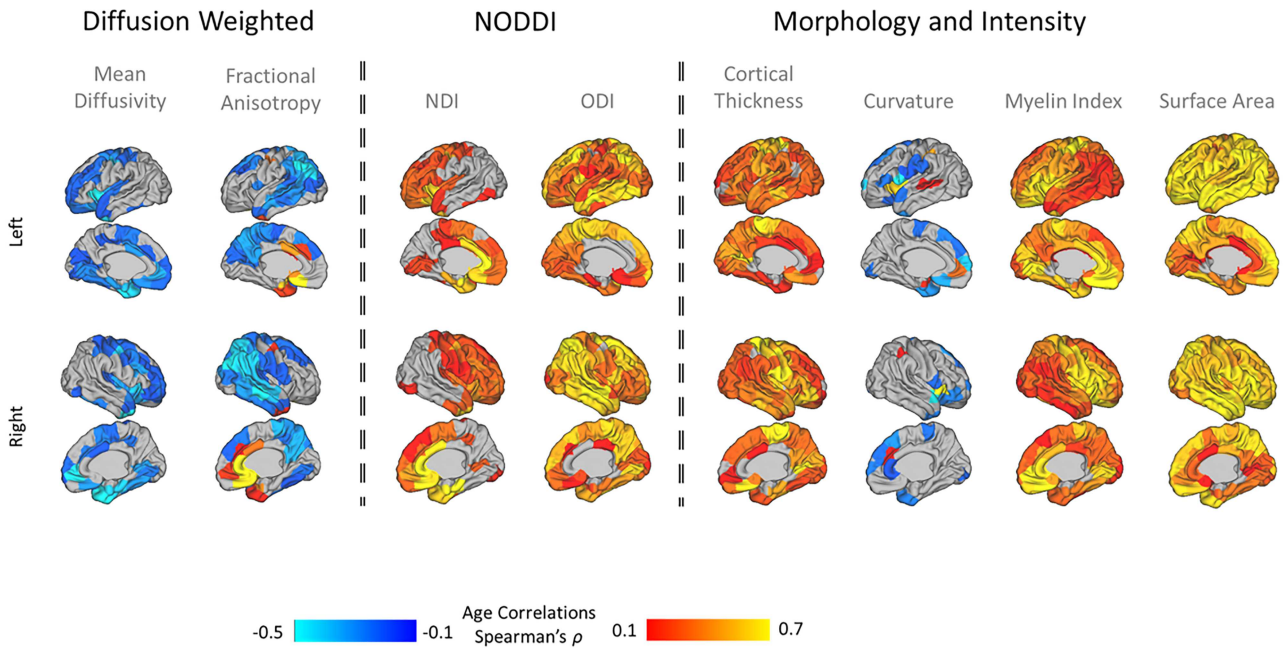 Diffusion Weighted
NODDI
Morphology and Intensity
Mean
Diffusivity
Fractional
Anisotropy
NDI
ODI
Cortical
Thickness
Curvature
Myelin Index
Surface Area
Left
Right
-0.5
-0.1
Age Correlations
Spearman's ρ
0.1
0.7